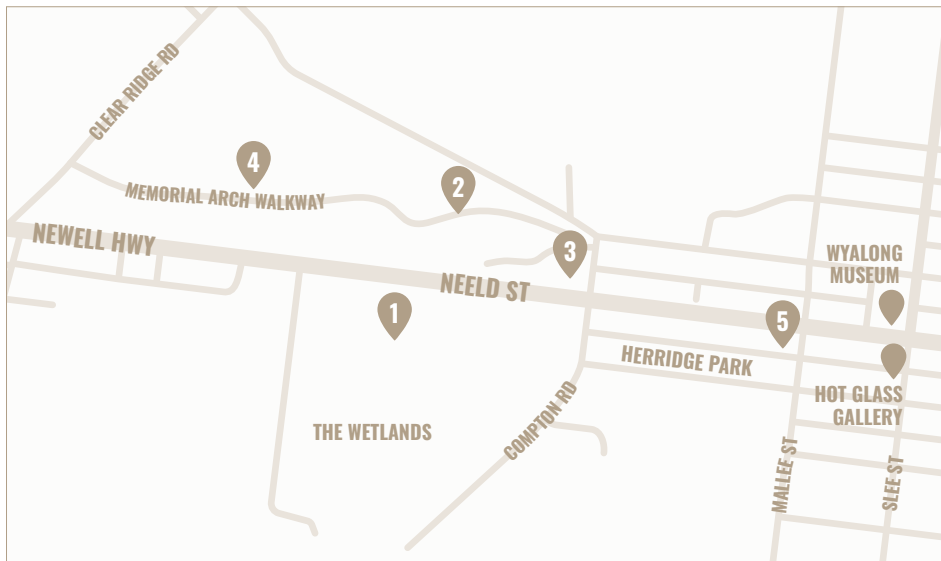 CLEAR RIDGE RD
4
MEMORIAL ARCH WALKWAY
2
NEWELL HWY
3
NEELD ST
1
WYALONG
MUSEUM
5
HERRIDGE PARK
HOT GLASS
GALLERY
THE WETLANDS
COMPTON RD
MALLEE ST
SLEE ST